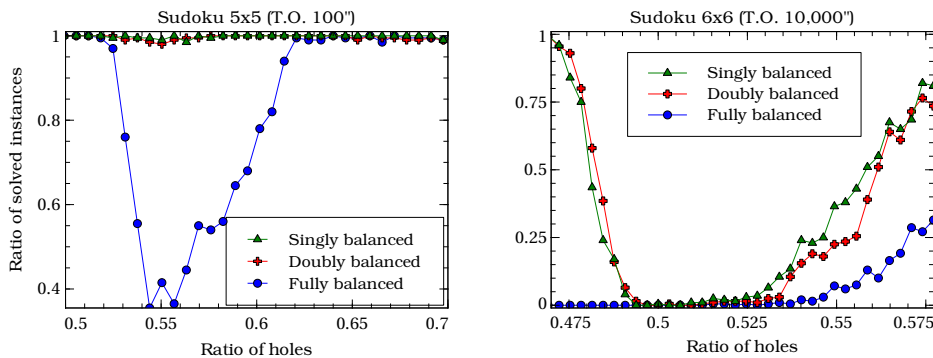 Sudoku 5x5 (T.O. 100")
Ratio of solved instances
1
1
0.8
0.6
0.4
0.5
0.55
0.6
0.65
0.7
Ratio of holes
Singly balanced
Doubly balanced
Fully balanced
Sudoku 6x6 (T.O. 10,000")
1
0.75
0.5
0.25
0
0.475
0.5
0.525
0.55
0.575
Ratio of holes
Singly balanced
Doubly balanced
Fully balanced